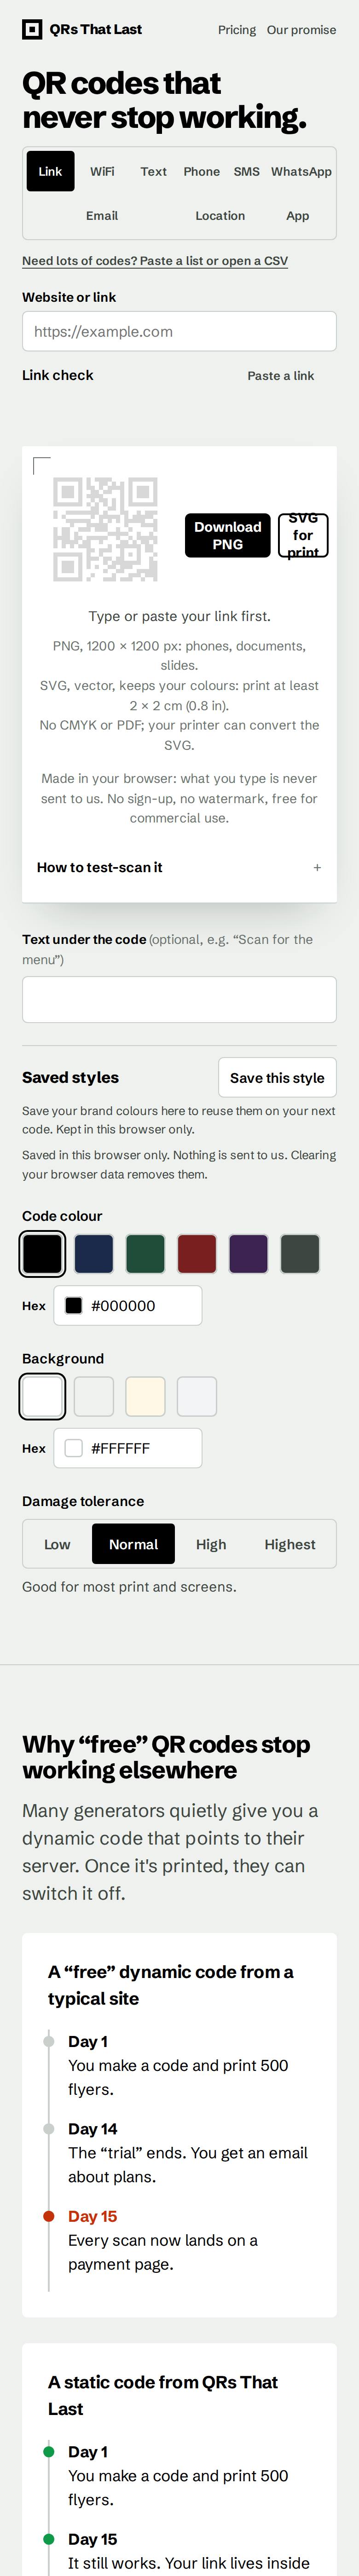 QRs That Last
Pricing
Our promise
QR codes that
never stop working.
Link
WiFi
Text
Phone
SMS
WhatsApp
Email
Location
App
Need lots of codes? Paste a list or open a CSV
Website or link
https://example.com
Link check
Paste a link
Download
PNG
SVG
for
print
Type or paste your link first.
PNG, 1200 × 1200 px: phones, documents,
slides.
SVG, vector, keeps your colours: print at least
2 × 2 cm (0.8 in).
No CMYK or PDF; your printer can convert the
SVG.
Made in your browser: what you type is never
sent to us. No sign-up, no watermark, free for
commercial use.
How to test-scan it
+
Text under the code (optional, e.g. “Scan for the
menu”)
Saved styles
Save this style
Save your brand colours here to reuse them on your next
code. Kept in this browser only.
Saved in this browser only. Nothing is sent to us. Clearing
your browser data removes them.
Code colour
Hex
#000000
Background
Hex
#FFFFFF
Damage tolerance
Low
Normal
High
Highest
Good for most print and screens.
Why “free” QR codes stop
working elsewhere
Many generators quietly give you a
dynamic code that points to their
server. Once it's printed, they can
switch it off.
A “free” dynamic code from a
typical site
Day 1
You make a code and print 500
flyers.
Day 14
The “trial” ends. You get an email
about plans.
Day 15
Every scan now lands on a
payment page.
A static code from QRs That
Last
Day 1
You make a code and print 500
flyers.
Day 15
It still works. Your link lives inside